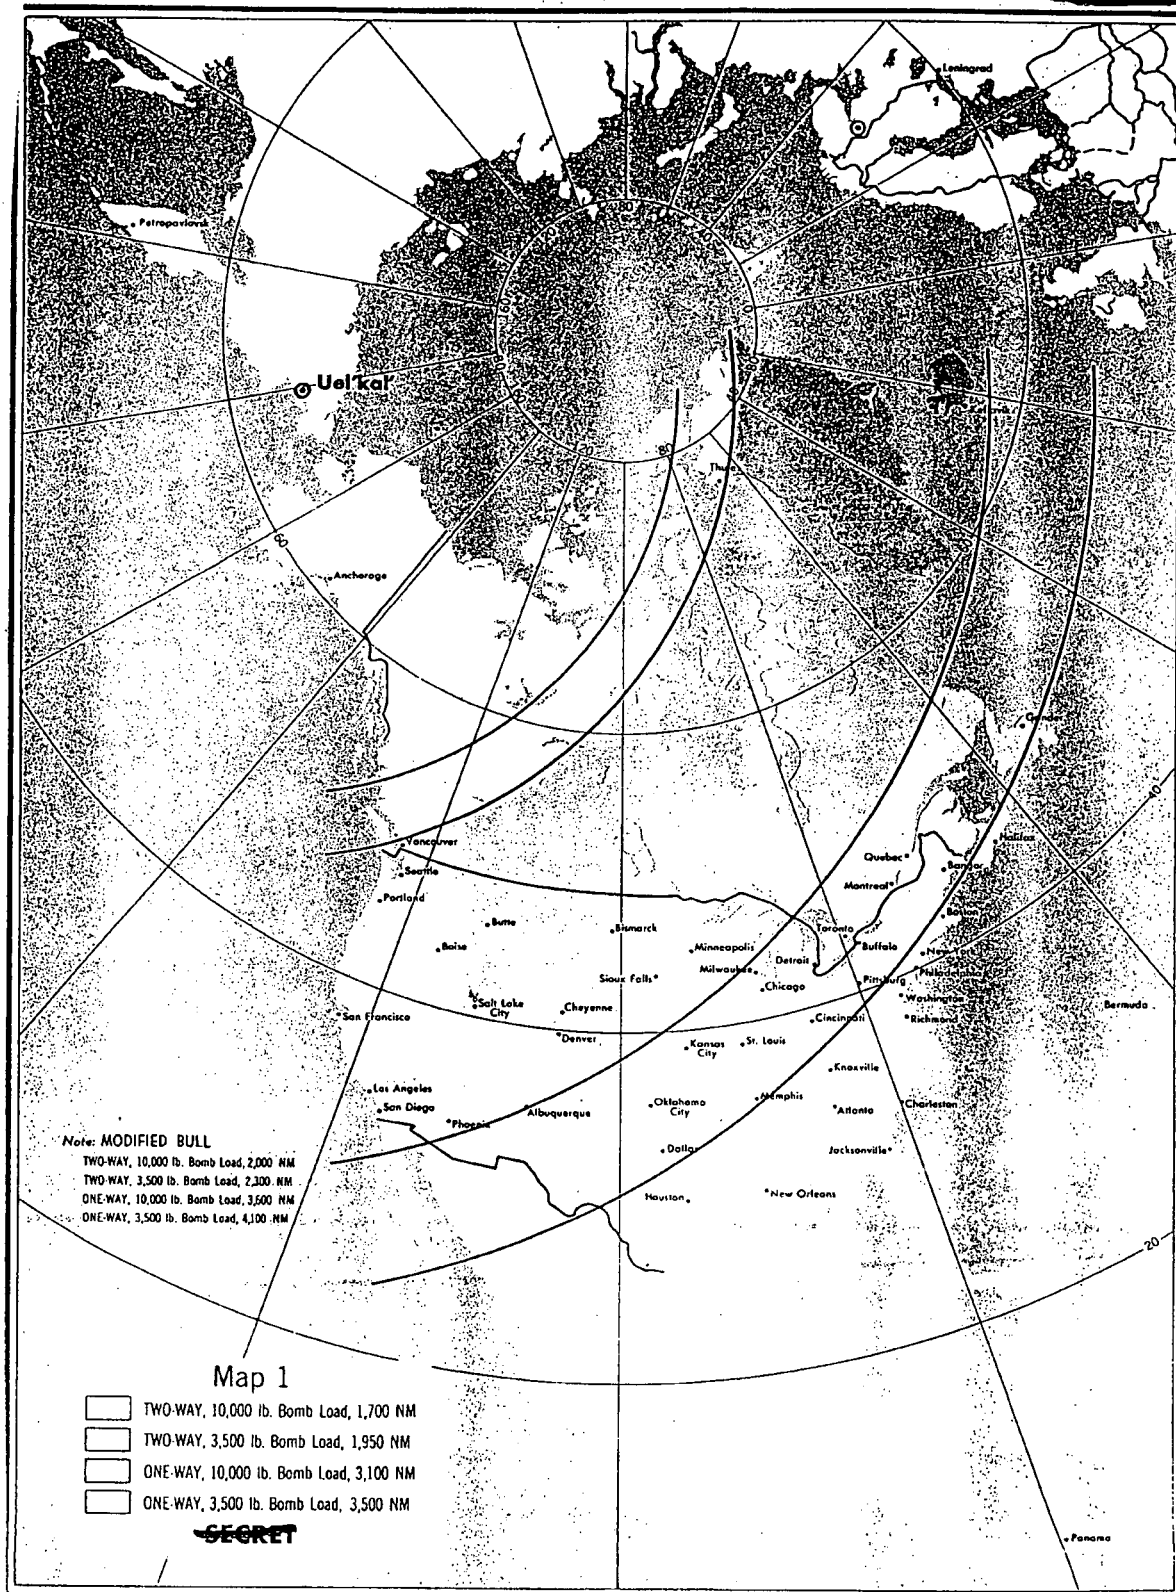 Leningrad
Petropavlovsk
80
0
Uel'kal'
Keflavik
80
Thule
60
Anchorage
Gander
40
Vancouver
Halifax
Quebec
Seattle
Bangor
Montreal
Portland
Boston
Butte
Bismarck
Toronto
Boise
Minneapolis
Buffalo
New York
Detroit
Milwaukee
Philadelphia
Sioux Falls
Pittsburg
Chicago
Washington
Salt Lake
City
Cheyenne
Bermuda
San Francisco
Cincinnati
Richmond
Denver
Kansas
City
St. Louis
Knoxville
Los Angeles
San Diego
Oklahoma
City
Memphis
Charleston
Albuquerque
Atlanta
Phoenix
Note: MODIFIED BULL
Dallas
Jacksonville
TWO-WAY, 10,000 lb. Bomb Load, 2,000 NM
TWO-WAY, 3,500 lb. Bomb Load, 2,300 NM
ONE-WAY, 10,000 lb. Bomb Load, 3,600 NM
ONE-WAY, 3,500 lb. Bomb Load, 4,100 NM
Houston
New Orleans
20
Map 1
TWO-WAY, 10,000 lb. Bomb Load, 1,700 NM
TWO-WAY, 3,500 lb. Bomb Load, 1,950 NM
ONE-WAY, 10,000 lb. Bomb Load, 3,100 NM
ONE-WAY, 3,500 lb. Bomb Load, 3,500 NM
SECRET
Panama